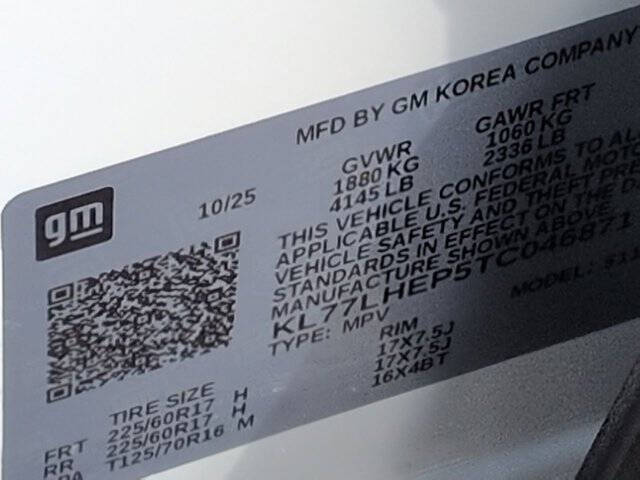 MFD BY GM KOREA COMPANY
gm
10/25
GVWR GAWR FRT
1880 KG 1060 KG
4145 LB 2336 LB
THIS VEHICLE CONFORMS TO ALL
APPLICABLE U.S. FEDERAL MOTOR
VEHICLE SAFETY AND THEFT PRE
STANDARDS IN EFFECT ON THE D
MANUFACTURE SHOWN ABOVE
KL77LHEP5TC046871
TYPE: MPV MODEL:
TIRE SIZE RIM
FRT 225/60R17 H 17X7.5J
RR 225/60R17 H 17X7.5J
T125/70R16 M 16X4BT